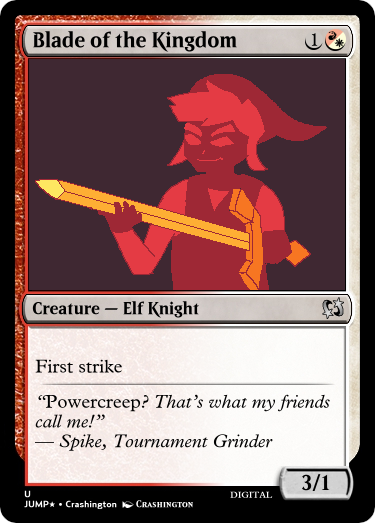 Blade of the Kingdom 1
Creature — Elf Knight
First strike
“Powercreep? That's what my friends
call me!”
— Spike, Tournament Grinder
3/1
U
JUMP★ • Crashington CRASHINGTON
DIGITAL